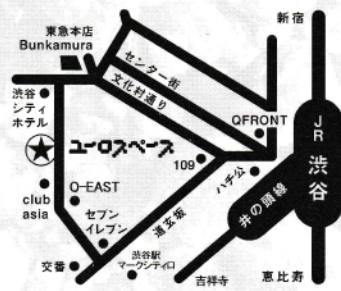 東急本店
Bunkamura
新宿
センター街
文化村通り
渋谷
シティ
ホテル
QFRONT
JR 渋谷
ユーロスペース
109
ハチ公
井の頭線
O-EAST
club
asia
セブン
イレブン
道玄坂
交番
渋谷駅
マークシティ口
吉祥寺
恵比寿